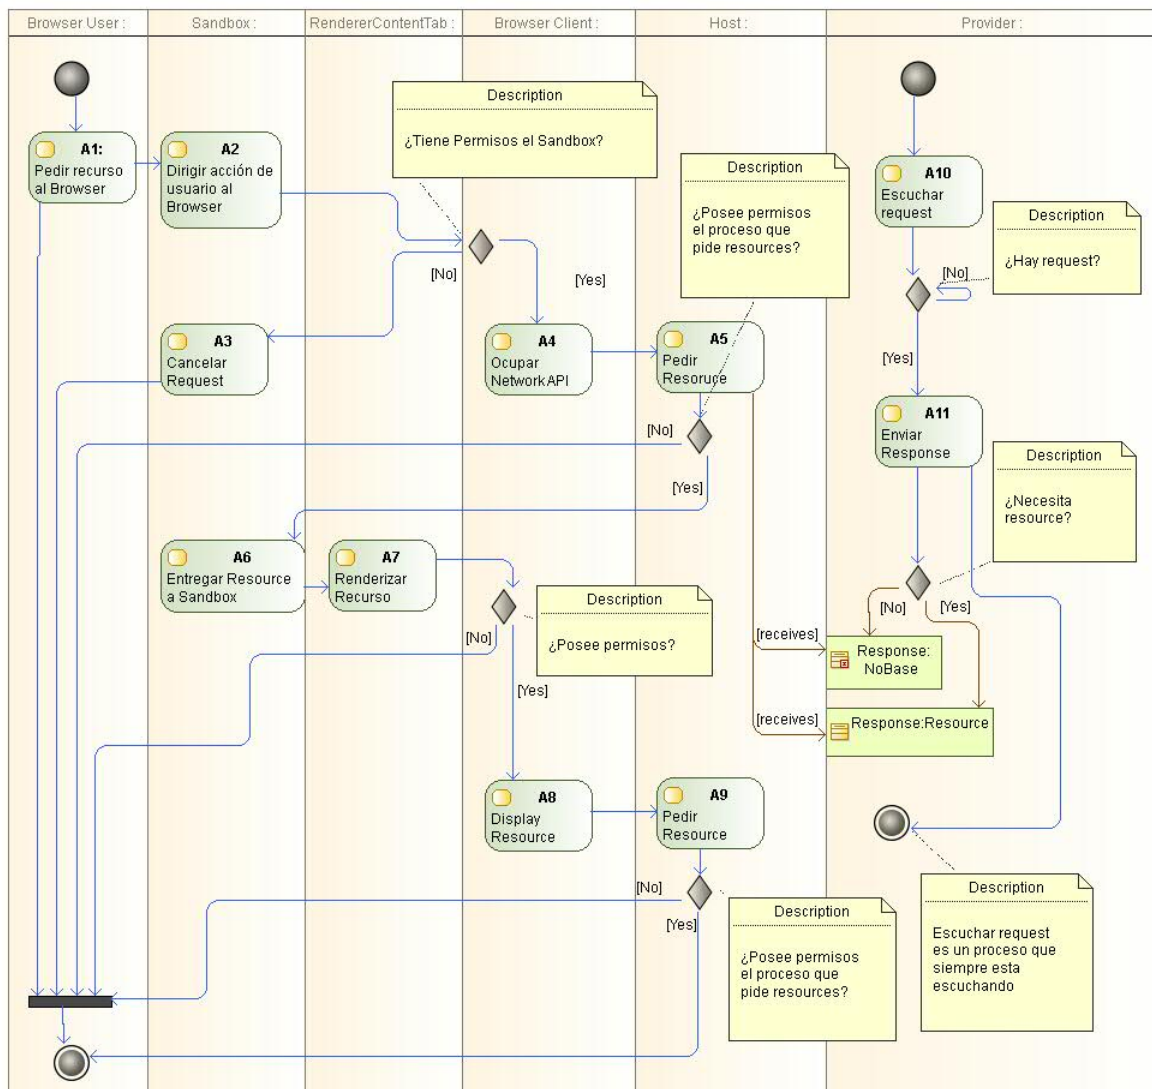 Browser User :
Sandbox :
RendererContentTab :
Browser Client :
Host :
Provider :
Description
¿Tiene Permisos el Sandbox?
A1:
Pedir recurso
al Browser
A2
Dirigir acción de
usuario al
Browser
Description
¿Posee permisos
el proceso que
pide resources?
A10
Escuchar
request
Description
¿Hay request?
[No]
[No]
[Yes]
A3
Cancelar
Request
A4
Ocupar
Network API
A5
Pedir
Resoruce
[Yes]
A11
Enviar
Response
[No]
[Yes]
Description
¿Necesita
resource?
A6
Entregar Resource
a Sandbox
A7
Renderizar
Recurso
Description
¿Posee permisos?
[No]
[Yes]
[No]
[Yes]
[receives]
Response:
NoBase
[receives]
Response:Resource
A8
Display
Resource
A9
Pedir
Resource
[No]
[Yes]
Description
¿Posee permisos
el proceso que
pide resources?
Description
Escuchar request
es un proceso que
siempre esta
escuchando